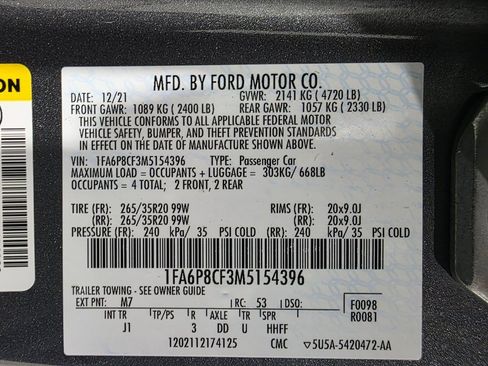 MFD. BY FORD MOTOR CO.
DATE: 12/21 GVWR: 2141 KG ( 4720 LB)
FRONT GAWR: 1089 KG ( 2400 LB) REAR GAWR: 1057 KG ( 2330 LB)
THIS VEHICLE CONFORMS TO ALL APPLICABLE FEDERAL MOTOR
VEHICLE SAFETY, BUMPER, AND THEFT PREVENTION STANDARDS
IN EFFECT ON THE DATE OF MANUFACTURE SHOWN ABOVE.
VIN: 1FA6P8CF3M5154396 TYPE: Passenger Car
MAXIMUM LOAD = OCCUPANTS + LUGGAGE = 303KG/ 668LB
OCCUPANTS = 4 TOTAL; 2 FRONT, 2 REAR
TIRE (FR) 265/35R20 99W RIMS (FR): 20x9.0J
(RR): 265/35R20 99W (RR): 20x9.0J
PRESSURE (FR) 240 kPa/ 35 PSI COLD (RR): 240 kPa/ 35 PSI COLD
1FA6P8CF3M5154396
TRAILER TOWING - SEE OWNER GUIDE
EXT PNT: M7 RC: 53 DSO: F0098
INT TR TP/PS R AXLE TR SPR R0081
J1 3 DD U HHFF
1202112174125 CMC 5U5A-5420472-AA